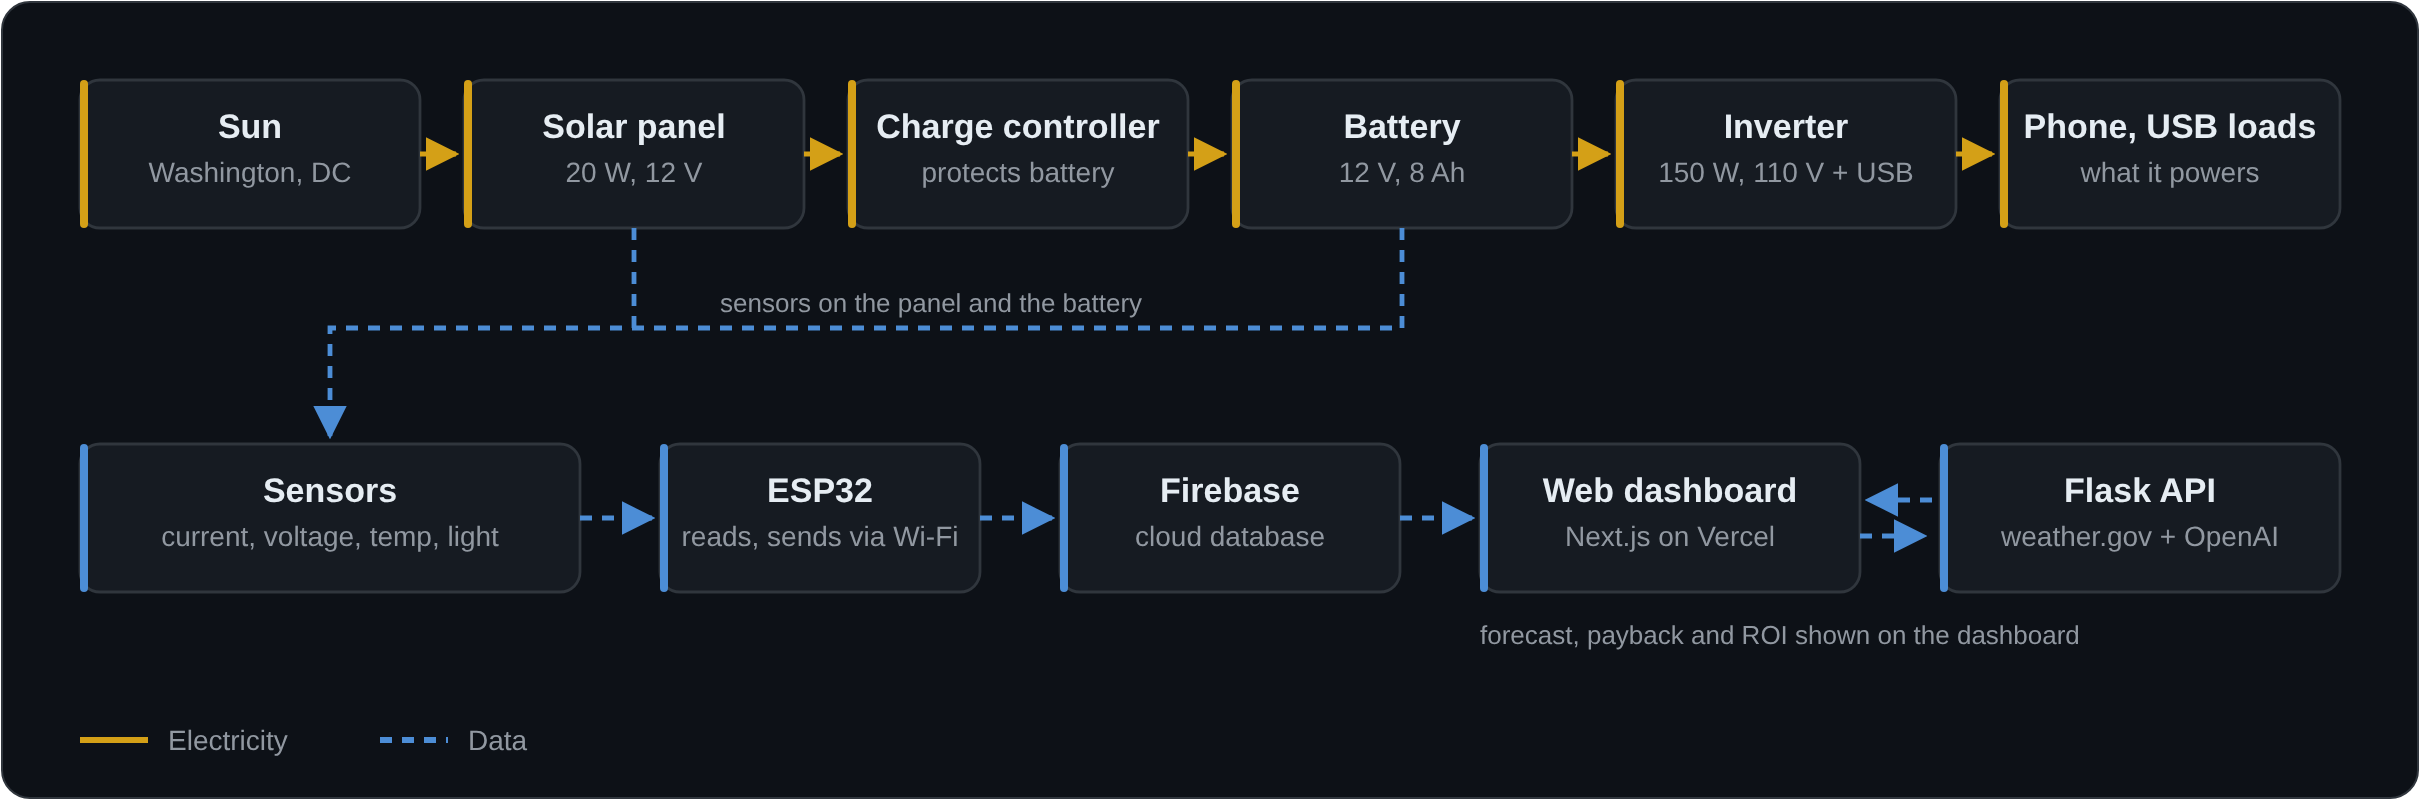 Sun
Washington, DC
Solar panel
20 W, 12 V
Charge controller
protects battery
Battery
12 V, 8 Ah
Inverter
150 W, 110 V + USB
Phone, USB loads
what it powers
sensors on the panel and the battery
Sensors
current, voltage, temp, light
ESP32
reads, sends via Wi-Fi
Firebase
cloud database
Web dashboard
Next.js on Vercel
Flask API
weather.gov + OpenAI
forecast, payback and ROI shown on the dashboard
Electricity
Data